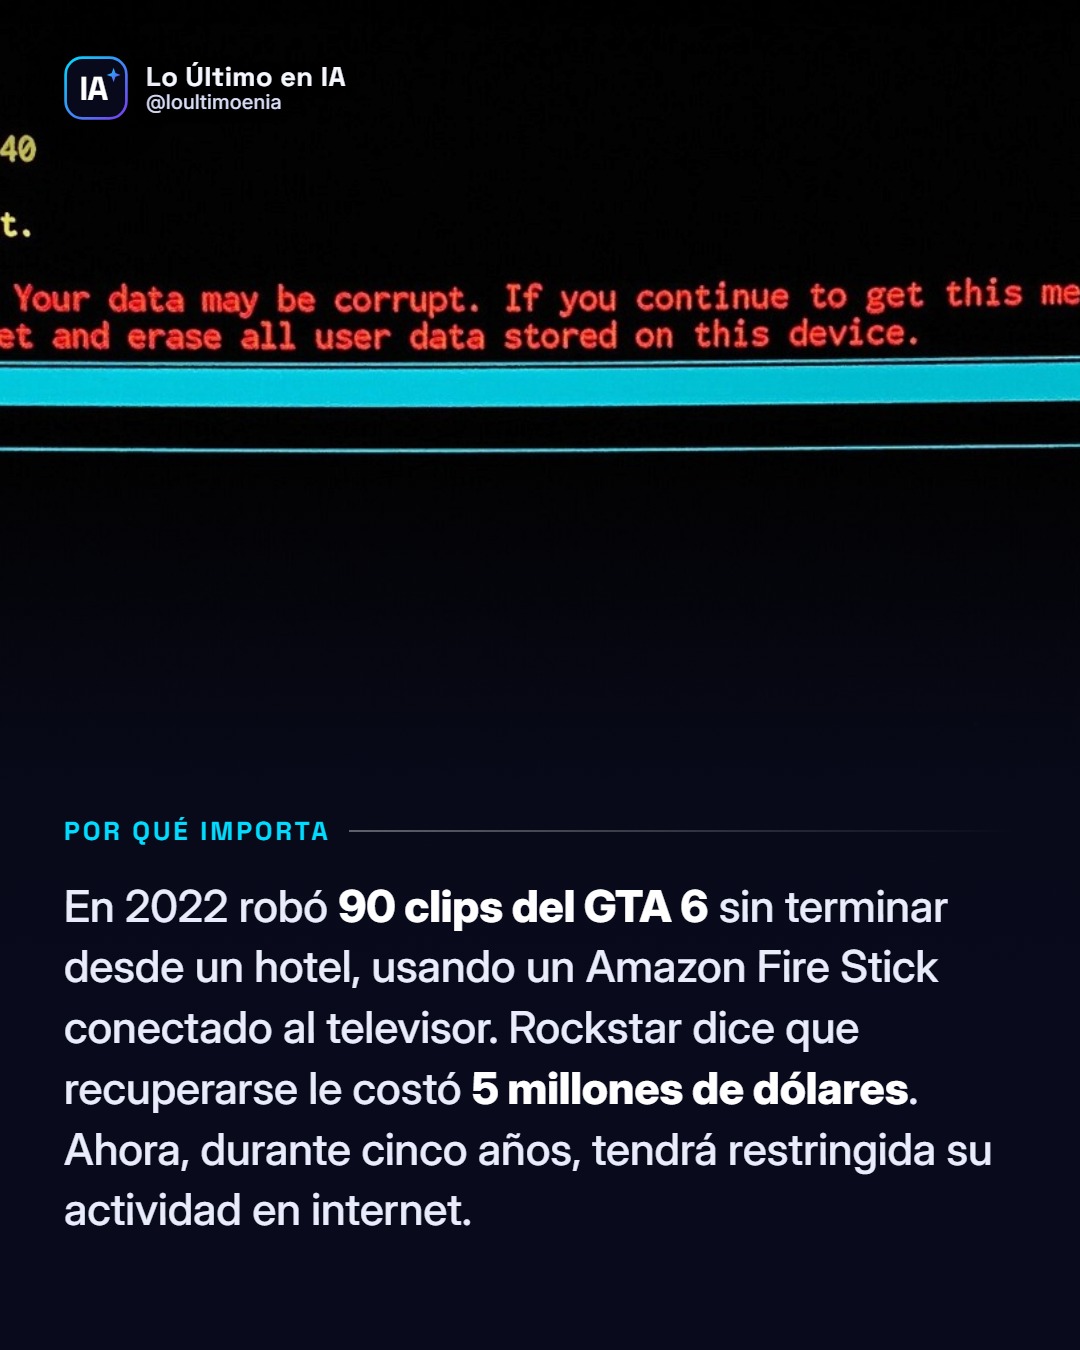 IA
Lo Último en IA
@loultimoenia
40
t.
Your data may be corrupt. If you continue to get this me
et and erase all user data stored on this device.
POR QUÉ IMPORTA
En 2022 robó 90 clips del GTA 6 sin terminar
desde un hotel, usando un Amazon Fire Stick
conectado al televisor. Rockstar dice que
recuperarse le costó 5 millones de dólares.
Ahora, durante cinco años, tendrá restringida su
actividad en internet.